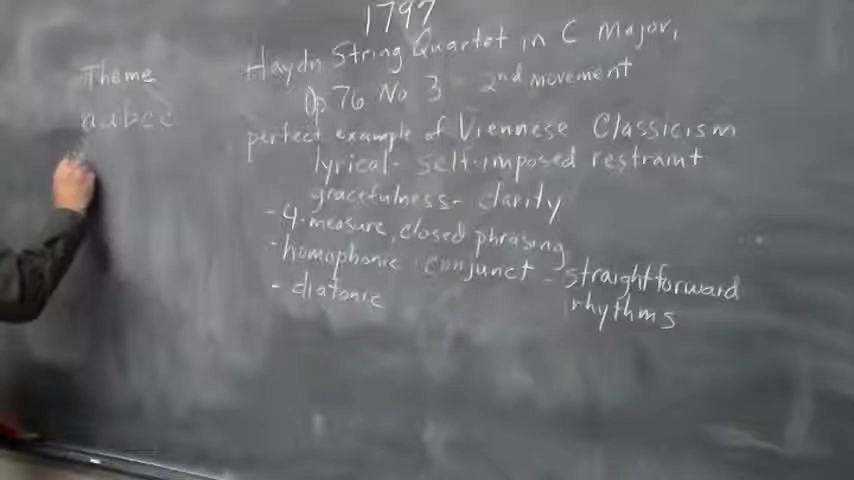 1797
Haydn String Quartet in C Major,
Op 76 No 3 2nd movement
Theme
aabcc
perfect example of Viennese Classicism
lyrical - self-imposed restraint
gracefulness - clarity
- 4-measure, closed phrasing
- homophonic conjunct - straightforward
rhythms
- diatonic